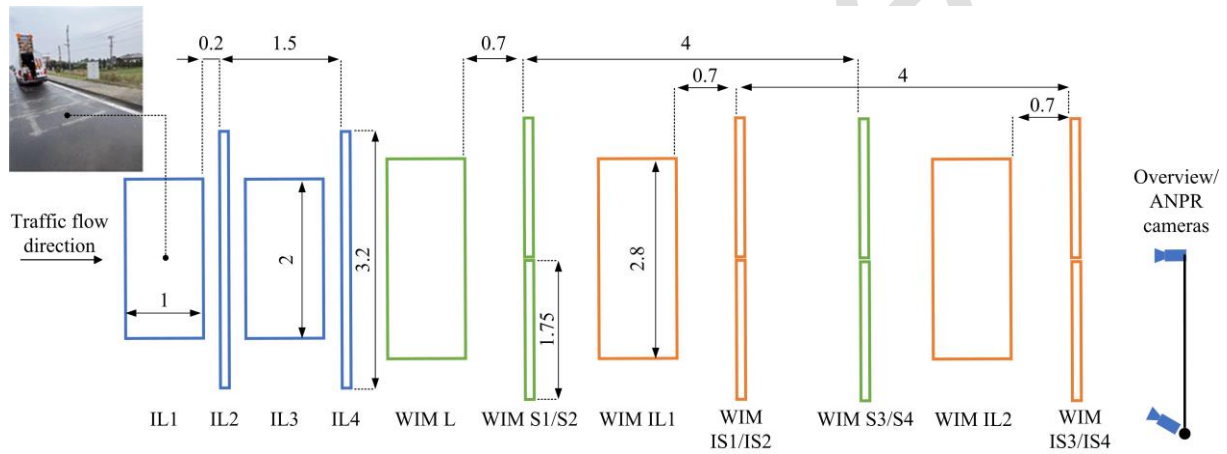 0.2
1.5
0.7
4
0.7
4
0.7
Traffic flow
direction
1
2
3.2
1.75
2.8
Overview/
ANPR
cameras
IL1
IL2
IL3
IL4
WIM L
WIM S1/S2
WIM IL1
WIM
IS1/IS2
WIM S3/S4
WIM IL2
WIM
IS3/IS4